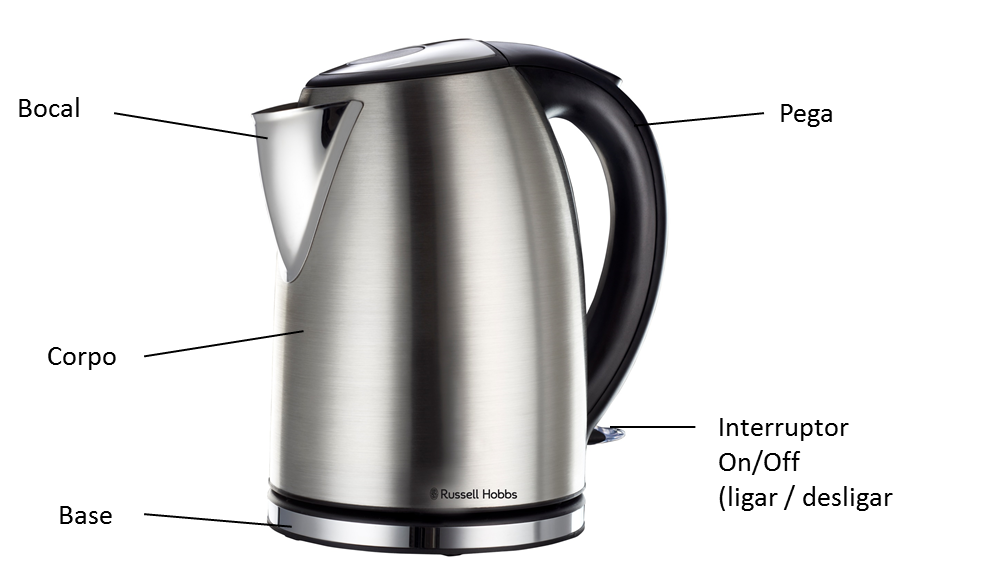 Bocal
Pega
Corpo
Interruptor
On/Off
(ligar / desligar
Russell Hobbs
Base